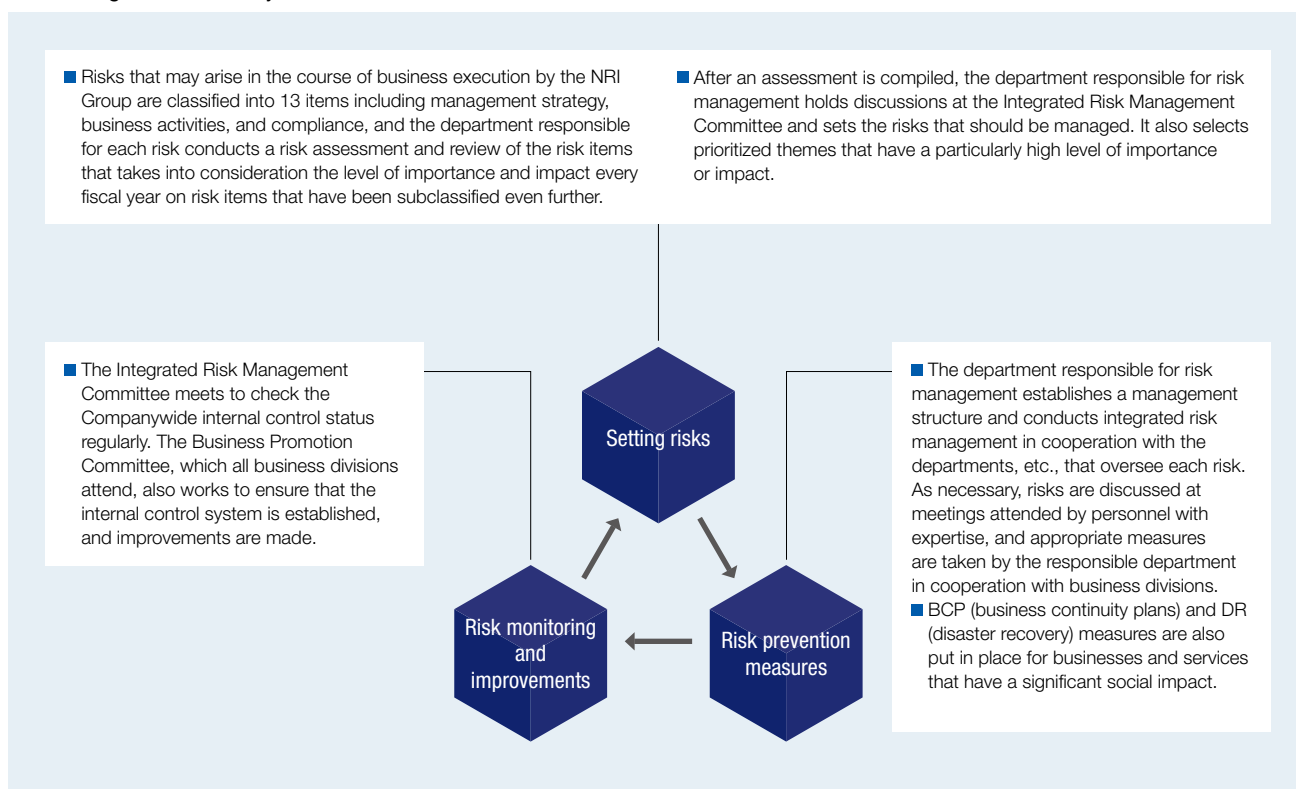 Risks that may arise in the course of business execution by the NRI
Group are classified into 13 items including management strategy,
business activities, and compliance, and the department responsible
for each risk conducts a risk assessment and review of the risk items
that takes into consideration the level of importance and impact every
fiscal year on risk items that have been subclassified even further.
After an assessment is compiled, the department responsible for risk
management holds discussions at the Integrated Risk Management
Committee and sets the risks that should be managed. It also selects
prioritized themes that have a particularly high level of importance
or impact.
The Integrated Risk Management
Committee meets to check the
Companywide internal control status
regularly. The Business Promotion
Committee, which all business divisions
attend, also works to ensure that the
internal control system is established,
and improvements are made.
Setting risks
Risk monitoring
and
improvements
Risk prevention
measures
The department responsible for risk
management establishes a management
structure and conducts integrated risk
management in cooperation with the
departments, etc., that oversee each risk.
As necessary, risks are discussed at
meetings attended by personnel with
expertise, and appropriate measures
are taken by the responsible department
in cooperation with business divisions.
BCP (business continuity plans) and DR
(disaster recovery) measures are also
put in place for businesses and services
that have a significant social impact.